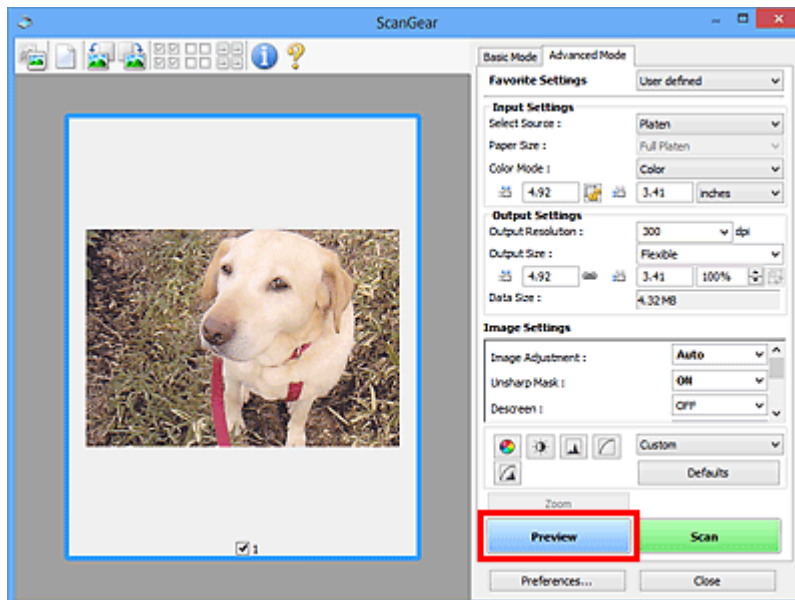 ScanGear
Basic Mode Advanced Mode
Favorite Settings User defined
Input Settings
Select Source : Platen
Paper Size : Full Platen
Color Mode : Color
4.92 3.41 inches
Output Settings
Output Resolution : 300 dpi
Output Size : Flexible
4.92 3.41 100%
Data Size : 4.32 MB
Image Settings
Image Adjustment : Auto
Unsharp Mask : ON
Descreen : OFF
Custom
Defaults
Zoom
Preview Scan
1
Preferences... Close